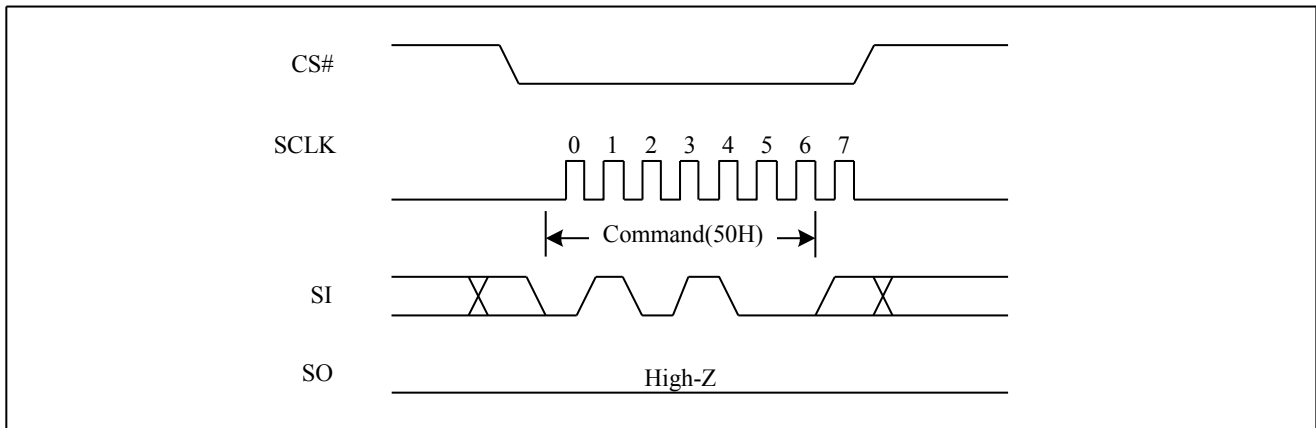 CS#
SCLK
0 1 2 3 4 5 6 7
Command(50H)
SI
SO
High-Z